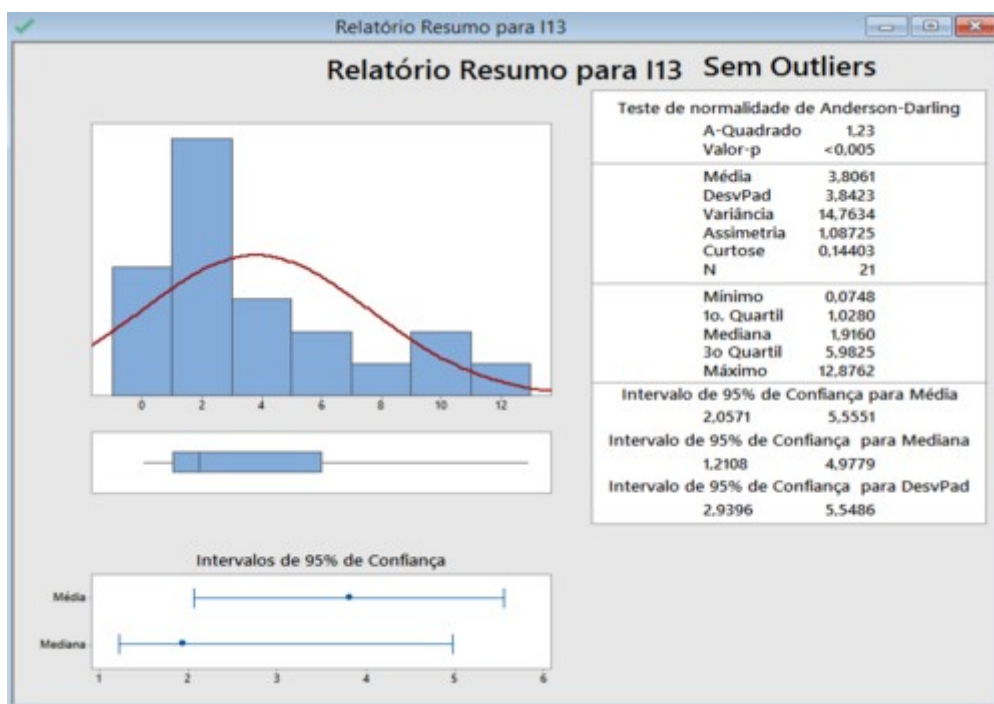 Relatório Resumo para I13
Relatório Resumo para I13 Sem Outliers
Teste de normalidade de Anderson-Darling
A-Quadrado 1,23
Valor-p <0,005
Média 3,8061
DesvPad 3,8423
Variância 14,7634
Assimetria 1,08725
Curtose 0,14403
N 21
Mínimo 0,0748
1o. Quartil 1,0280
Mediana 1,9160
3o Quartil 5,9825
Máximo 12,8762
Intervalo de 95% de Confiança para Média
2,0571 5,5551
Intervalo de 95% de Confiança para Mediana
1,2108 4,9779
Intervalo de 95% de Confiança para DesvPad
2,9396 5,5486
0 2 4 6 8 10 12
Intervalos de 95% de Confiança
Média
Mediana
1 2 3 4 5 6